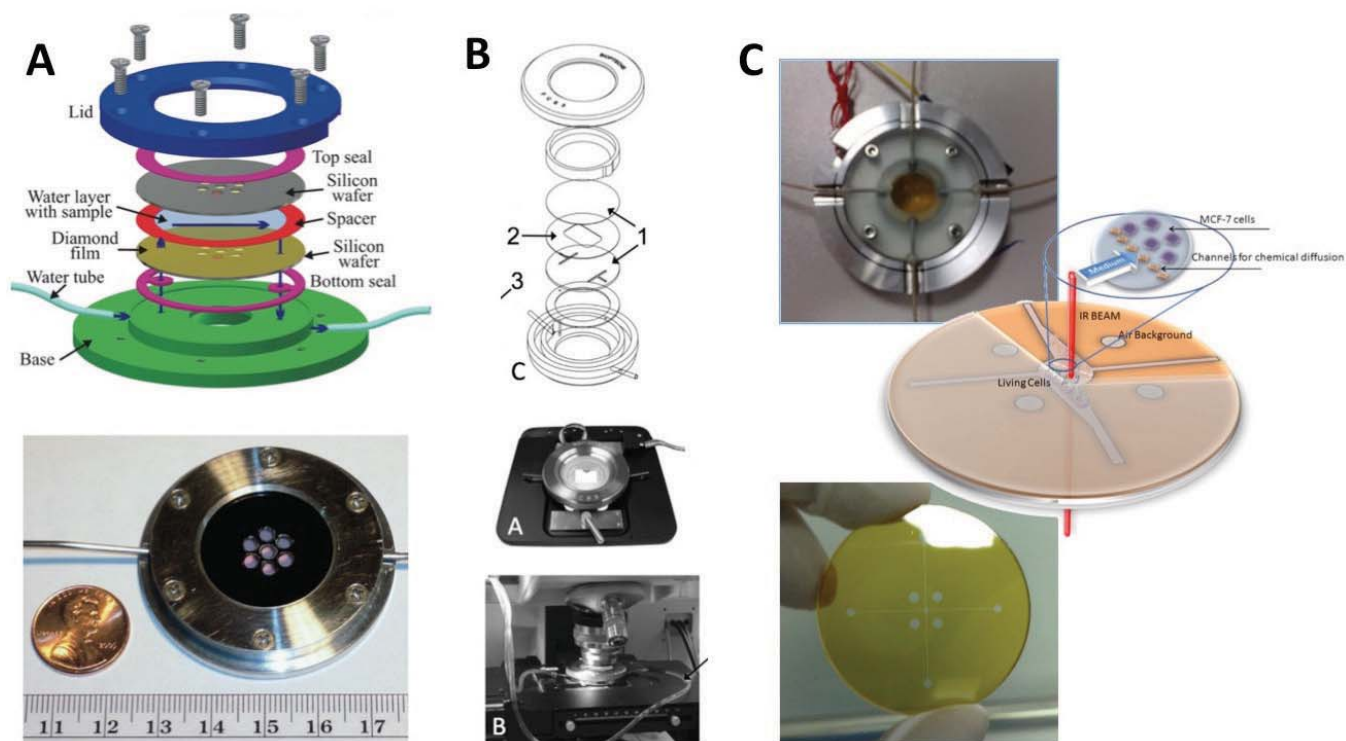 A
Lid
Top seal
Silicon
wafer
Water layer
with sample
Spacer
Diamond
film
Silicon
wafer
Water tube
Bottom seal
Base
11 12 13 14 15 16 17
B
1
2
3
C
A
B
C
MCF-7 cells
Channels for chemical diffusion
Medium
IR BEAM
Air Background
Living Cells